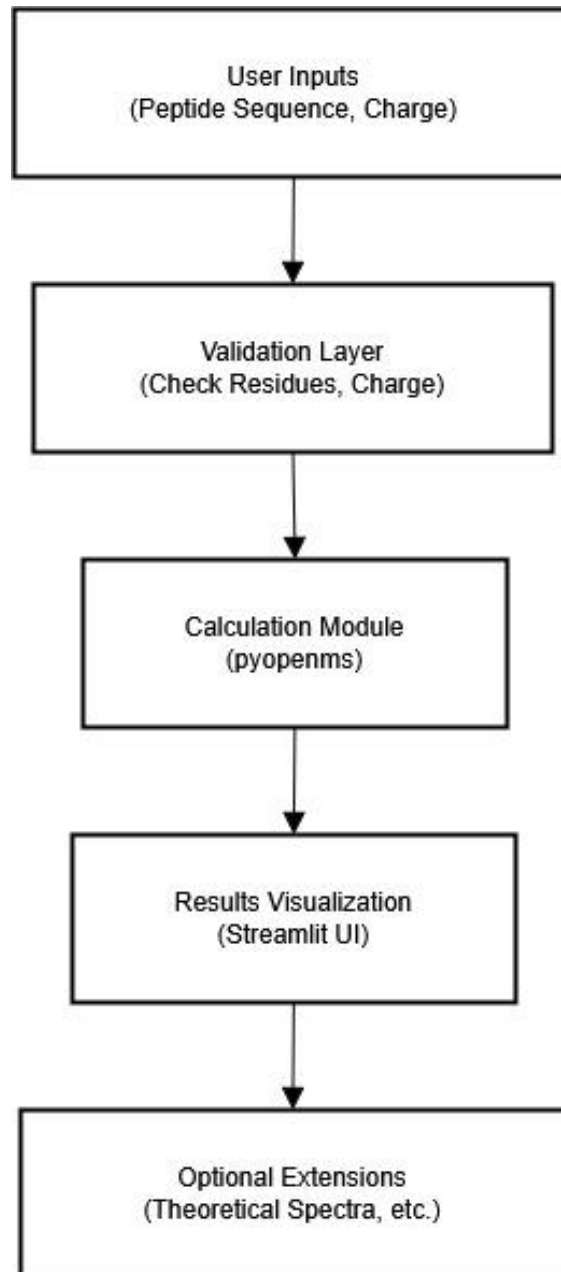 User Inputs
(Peptide Sequence, Charge)
Validation Layer
(Check Residues, Charge)
Calculation Module
(pyopenms)
Results Visualization
(Streamlit UI)
Optional Extensions
(Theoretical Spectra, etc.)